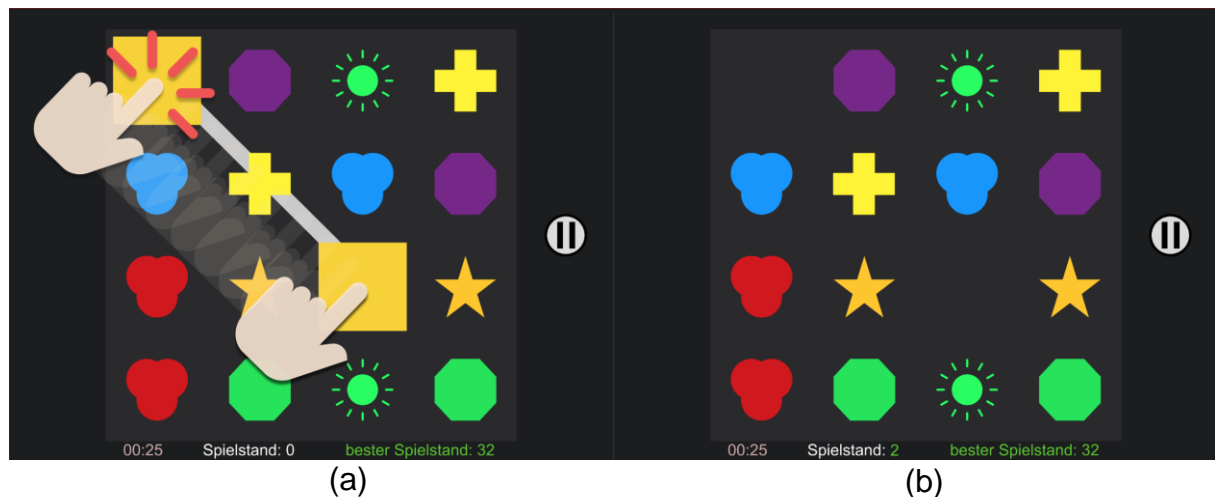 00:25 Spielstand: 0 bester Spielstand: 32
00:25 Spielstand: 2 bester Spielstand: 32
(a)
(b)